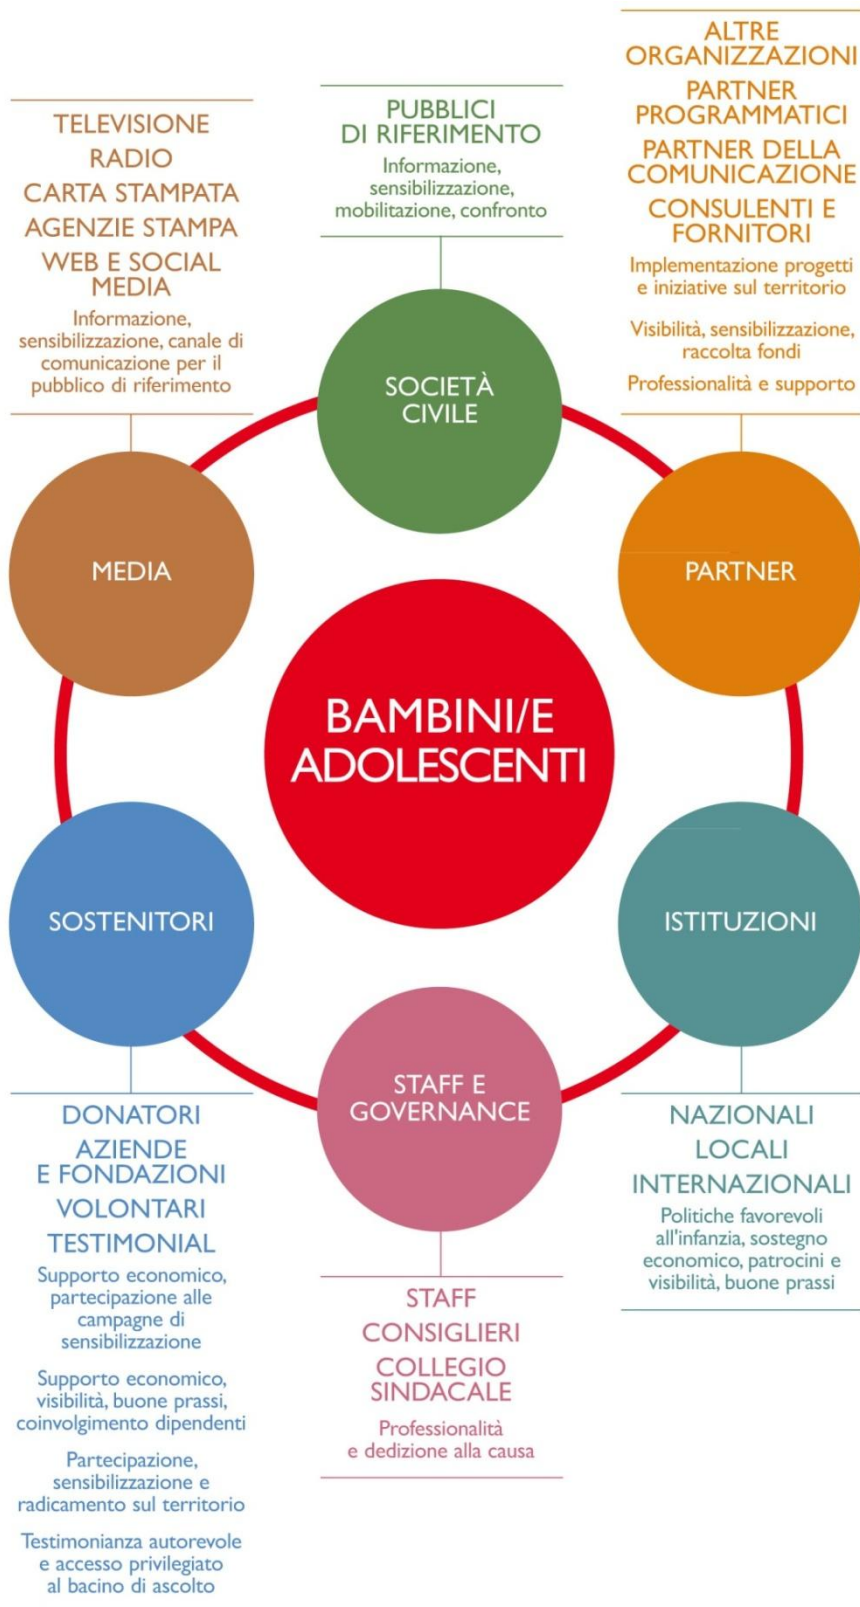 TELEVISIONE
RADIO
CARTA STAMPATA
AGENZIE STAMPA
WEB E SOCIAL
MEDIA
Informazione,
sensibilizzazione, canale di
comunicazione per il
pubblico di riferimento
PUBBLICI
DI RIFERIMENTO
Informazione,
sensibilizzazione,
mobilitazione, confronto
ALTRE
ORGANIZZAZIONI
PARTNER
PROGRAMMATICI
PARTNER DELLA
COMUNICAZIONE
CONSULENTI E
FORNITORI
Implementazione progetti
e iniziative sul territorio
Visibilità, sensibilizzazione,
raccolta fondi
Professionalità e supporto
SOCIETÀ
CIVILE
MEDIA
PARTNER
BAMBINI/E
ADOLESCENTI
SOSTENITORI
ISTITUZIONI
STAFF E
GOVERNANCE
DONATORI
AZIENDE
E FONDAZIONI
VOLONTARI
TESTIMONIAL
Supporto economico,
partecipazione alle
campagne di
sensibilizzazione
Supporto economico,
visibilità, buone prassi,
coinvolgimento dipendenti
Partecipazione,
sensibilizzazione e
radicamento sul territorio
Testimonianza autorevole
e accesso privilegiato
al bacino di ascolto
STAFF
CONSIGLIERI
COLLEGIO
SINDACALE
Professionalità
e dedizione alla causa
NAZIONALI
LOCALI
INTERNAZIONALI
Politiche favorevoli
all'infanzia, sostegno
economico, patrocini e
visibilità, buone prassi